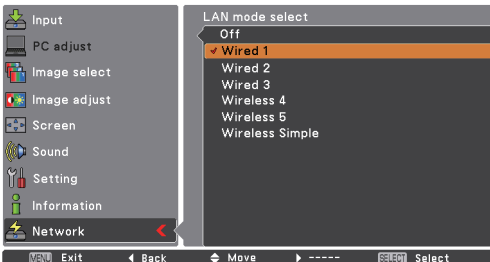 Input
PC adjust
Image select
Image adjust
Screen
Sound
Setting
Information
Network
LAN mode select
Off
Wired 1
Wired 2
Wired 3
Wireless 4
Wireless 5
Wireless Simple
MENU Exit Back Move ----- SELECT Select